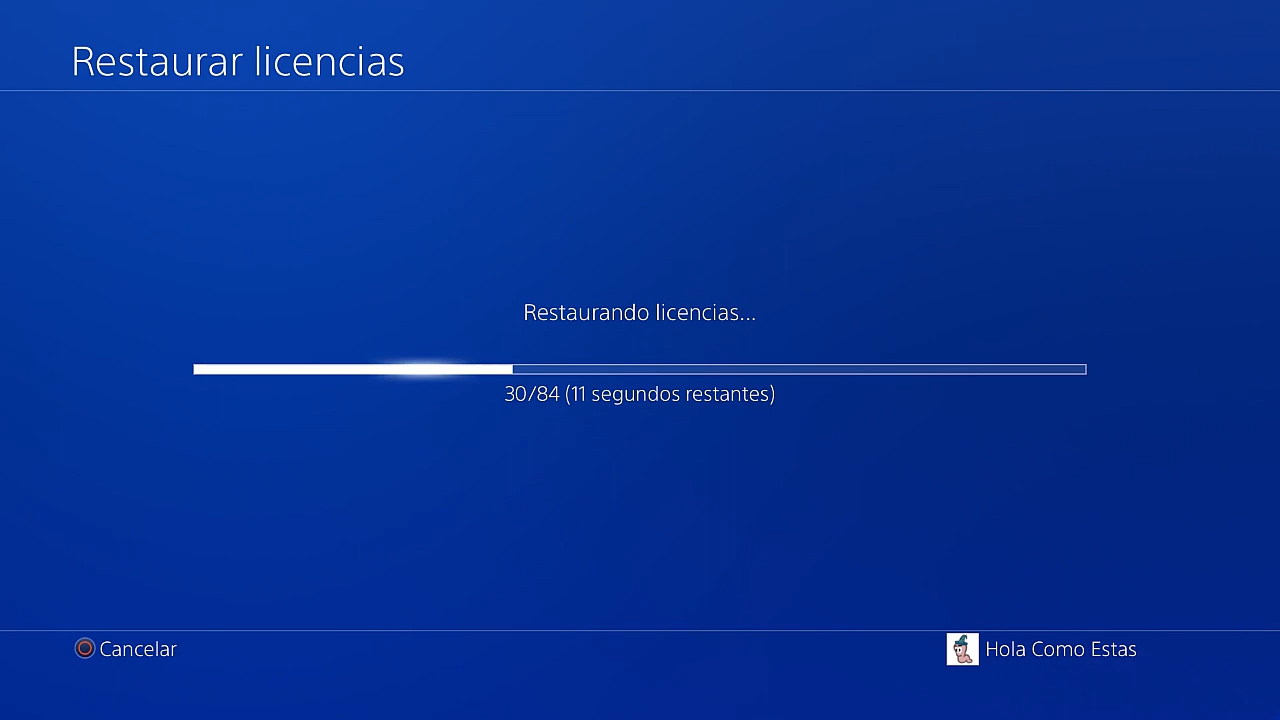 Restaurar licencias
Restaurando licencias...
30/84 (11 segundos restantes)
Cancelar
Hola Como Estas